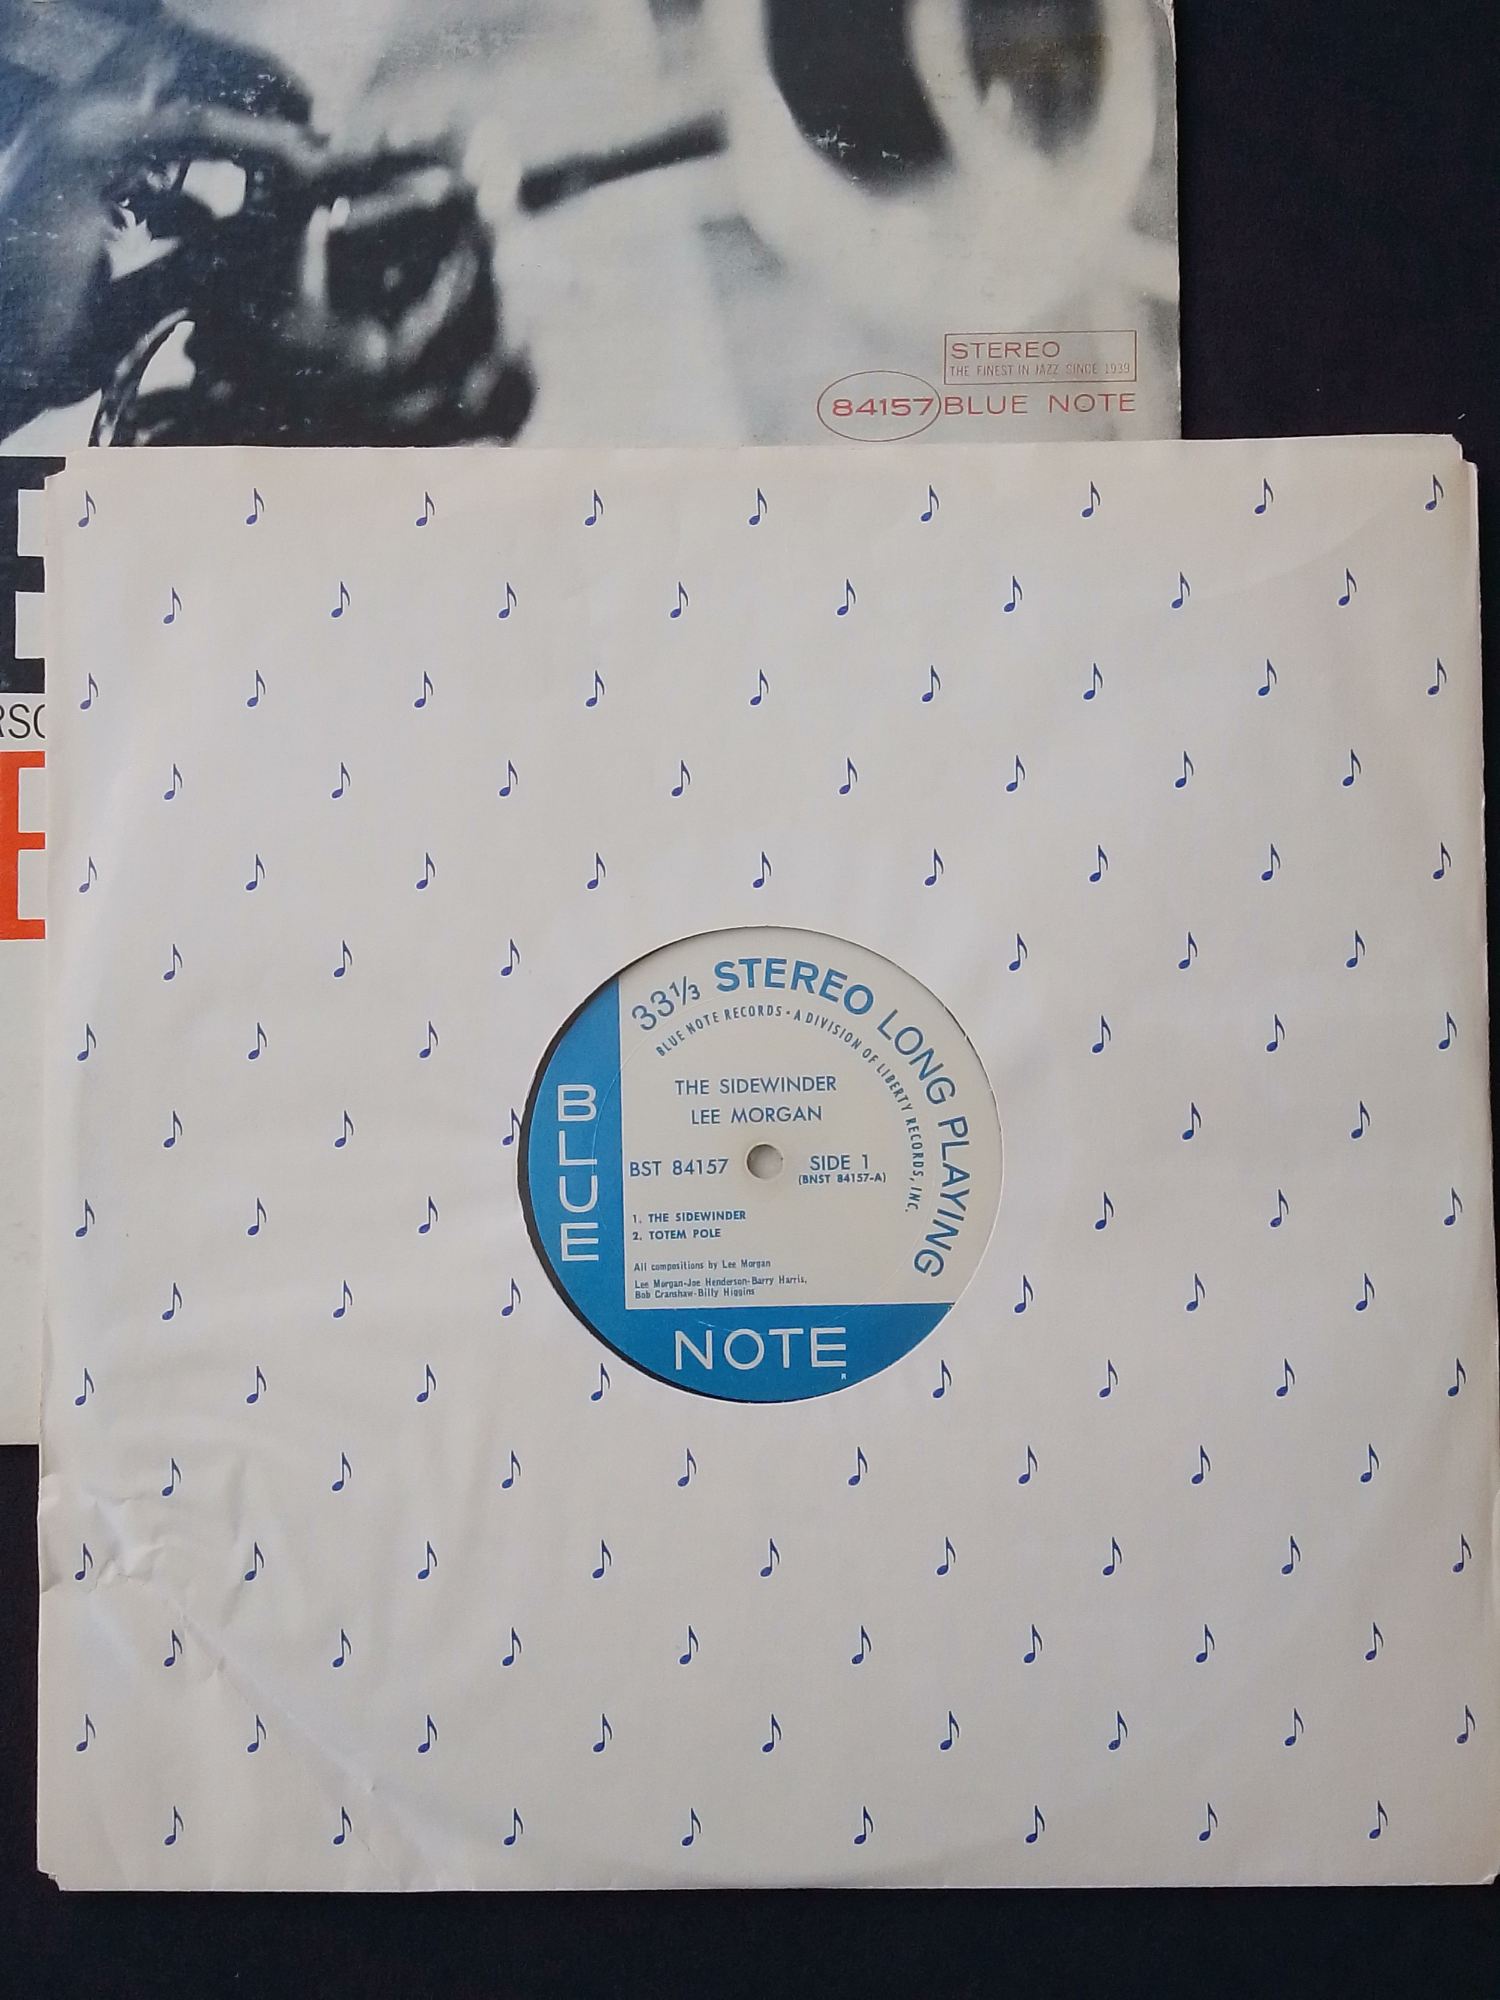 STEREO
THE FINEST IN JAZZ SINCE 1939
84157 BLUE NOTE
E
RSO
E
33⅓ STEREO LONG PLAYING
BLUE NOTE RECORDS • A DIVISION OF LIBERTY RECORDS, INC.
THE SIDEWINDER
LEE MORGAN
BST 84157
SIDE 1
(BNST 84157-A)
1. THE SIDEWINDER
2. TOTEM POLE
All compositions by Lee Morgan
Lee Morgan-Joe Henderson-Barry Harris,
Bob Cranshaw-Billy Higgins
BLUE
NOTE
R